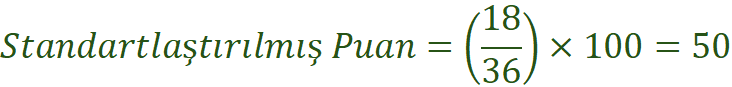 Standartlaştırılmış Puan = (18/36) × 100 = 50